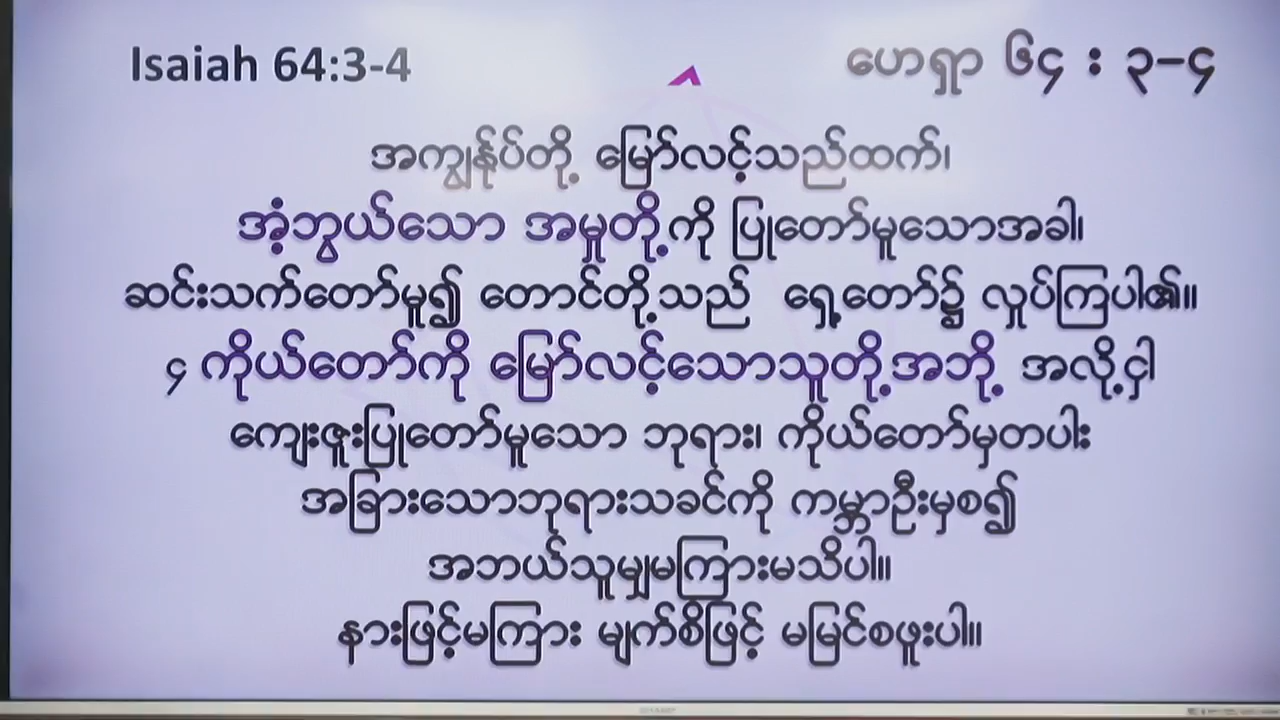 Isaiah 64:3-4
ဟေရှာ ၆၄ : ၃-၄
အကျွန်ုပ်တို့ မြော်လင့်သည်ထက်၊
အံ့ဘွယ်သော အမှုတို့ကို ပြုတော်မူသောအခါ၊
ဆင်းသက်တော်မူ၍ တောင်တို့သည် ရှေ့တော်၌ လှုပ်ကြပါ၏။
၄ ကိုယ်တော်ကို မြော်လင့်သောသူတို့အဘို့ အလို့ငှါ
ကျေးဇူးပြုတော်မူသော ဘုရား၊ ကိုယ်တော်မှတပါး
အခြားသောဘုရားသခင်ကို ကမ္ဘာဦးမှစ၍
အဘယ်သူမျှမကြားမသိပါ။
နားဖြင့်မကြား မျက်စိဖြင့် မမြင်စဖူးပါ။